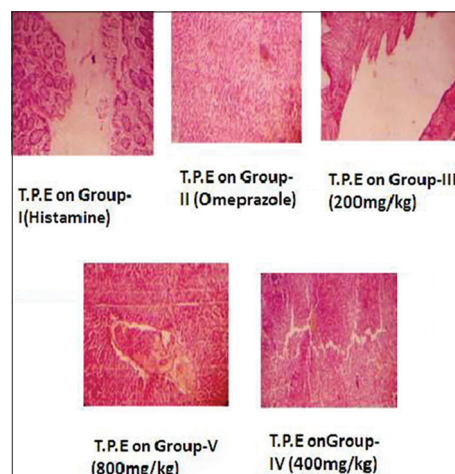 T.P.E on Group-
I(Histamine)
T.P.E on Group-
II (Omeprazole)
T.P.E on Group-III
(200mg/kg)
T.P.E on Group-V
(800mg/kg)
T.P.E onGroup-
IV (400mg/kg)